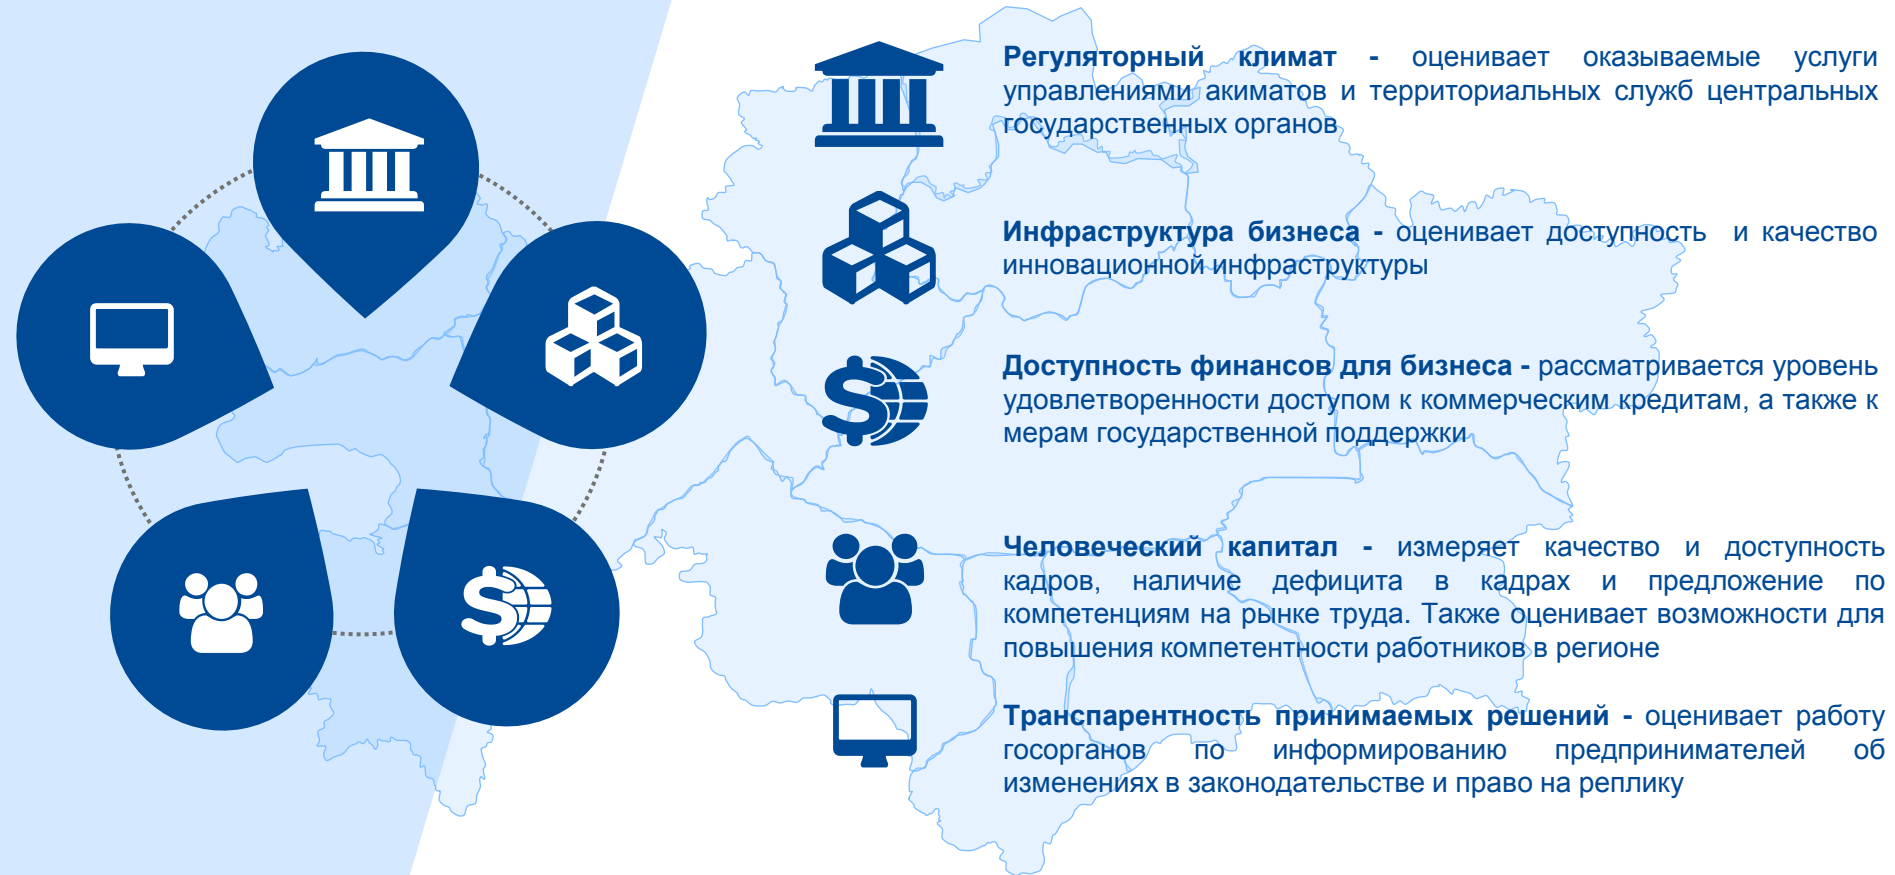 Регуляторный климат - оценивает оказываемые услуги
управлениями акиматов и территориальных служб центральных
государственных органов
Инфраструктура бизнеса - оценивает доступность и качество
инновационной инфраструктуры
Доступность финансов для бизнеса - рассматривается уровень
удовлетворенности доступом к коммерческим кредитам, а также к
мерам государственной поддержки
Человеческий капитал - измеряет качество и доступность
кадров, наличие дефицита в кадрах и предложение по
компетенциям на рынке труда. Также оценивает возможности для
повышения компетентности работников в регионе
Транспарентность принимаемых решений - оценивает работу
госорганов по информированию предпринимателей об
изменениях в законодательстве и право на реплику